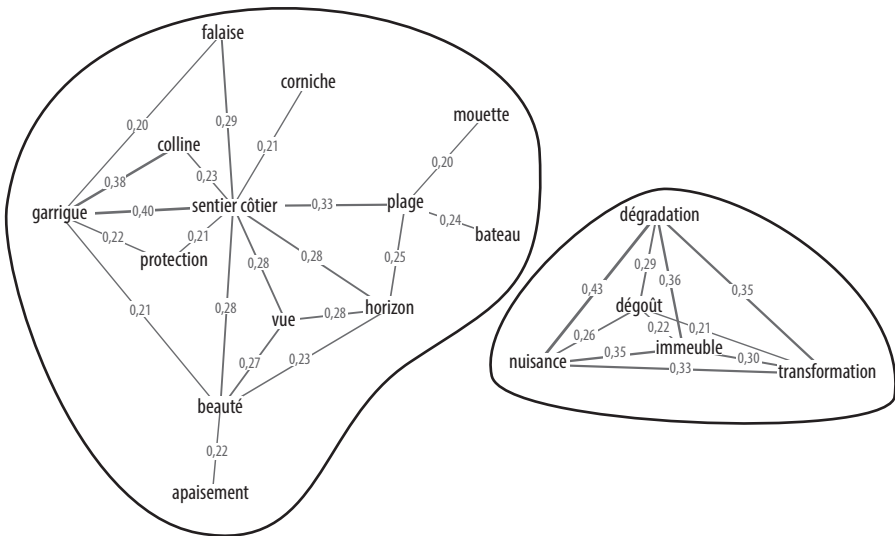 falaise
corniche
mouette
0,20
0,29
0,21
0,20
colline
0,38
0,23
garrigue
0,40
sentier côtier
0,33
plage
0,24
bateau
0,22
0,21
protection
0,28
0,28
0,25
0,21
0,28
vue
0,28
horizon
0,27
0,23
beauté
0,22
apaisement
dégradation
0,43
0,29
0,36
0,35
dégoût
0,26
0,22
0,21
nuisance
0,35
immeuble
0,30
0,33
transformation